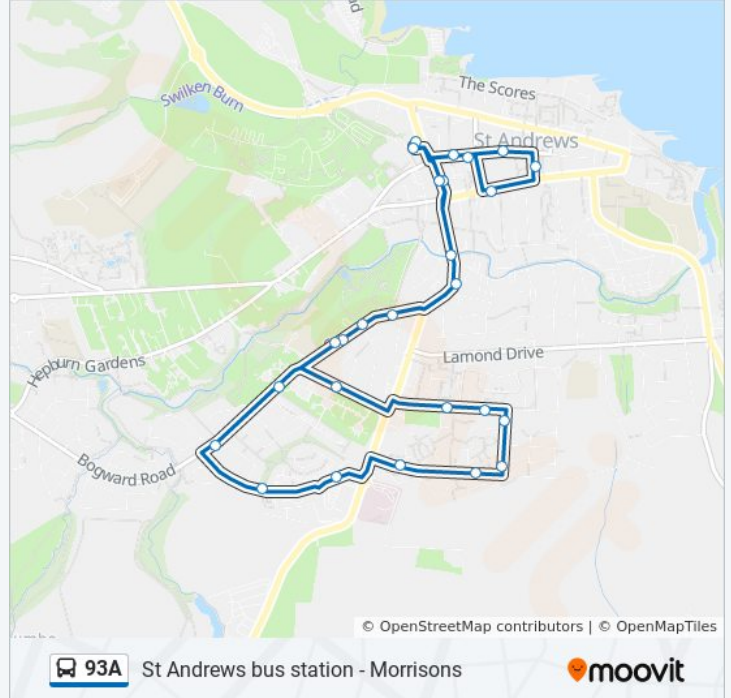 ad
The Scores
Swilken Burn
St Andrews
Lamond Drive
Hepburn Gardens
Bogward Road
© OpenStreetMap contributors | © OpenMapTiles
93A St Andrews bus station - Morrisons
moovit